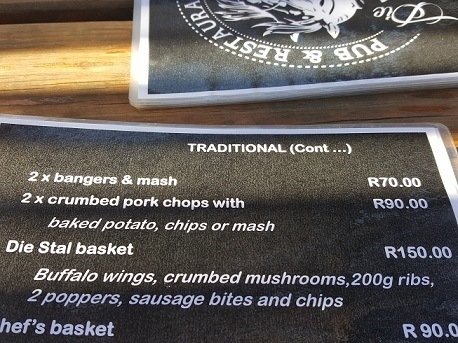 Die
PUB & RESTAURA
TRADITIONAL (Cont ...)
2 x bangers & mash R70.00
2 x crumbed pork chops with R90.00
baked potato, chips or mash
Die Stal basket R150.00
Buffalo wings, crumbed mushrooms,200g ribs,
2 poppers, sausage bites and chips
hef's basket R 90.0